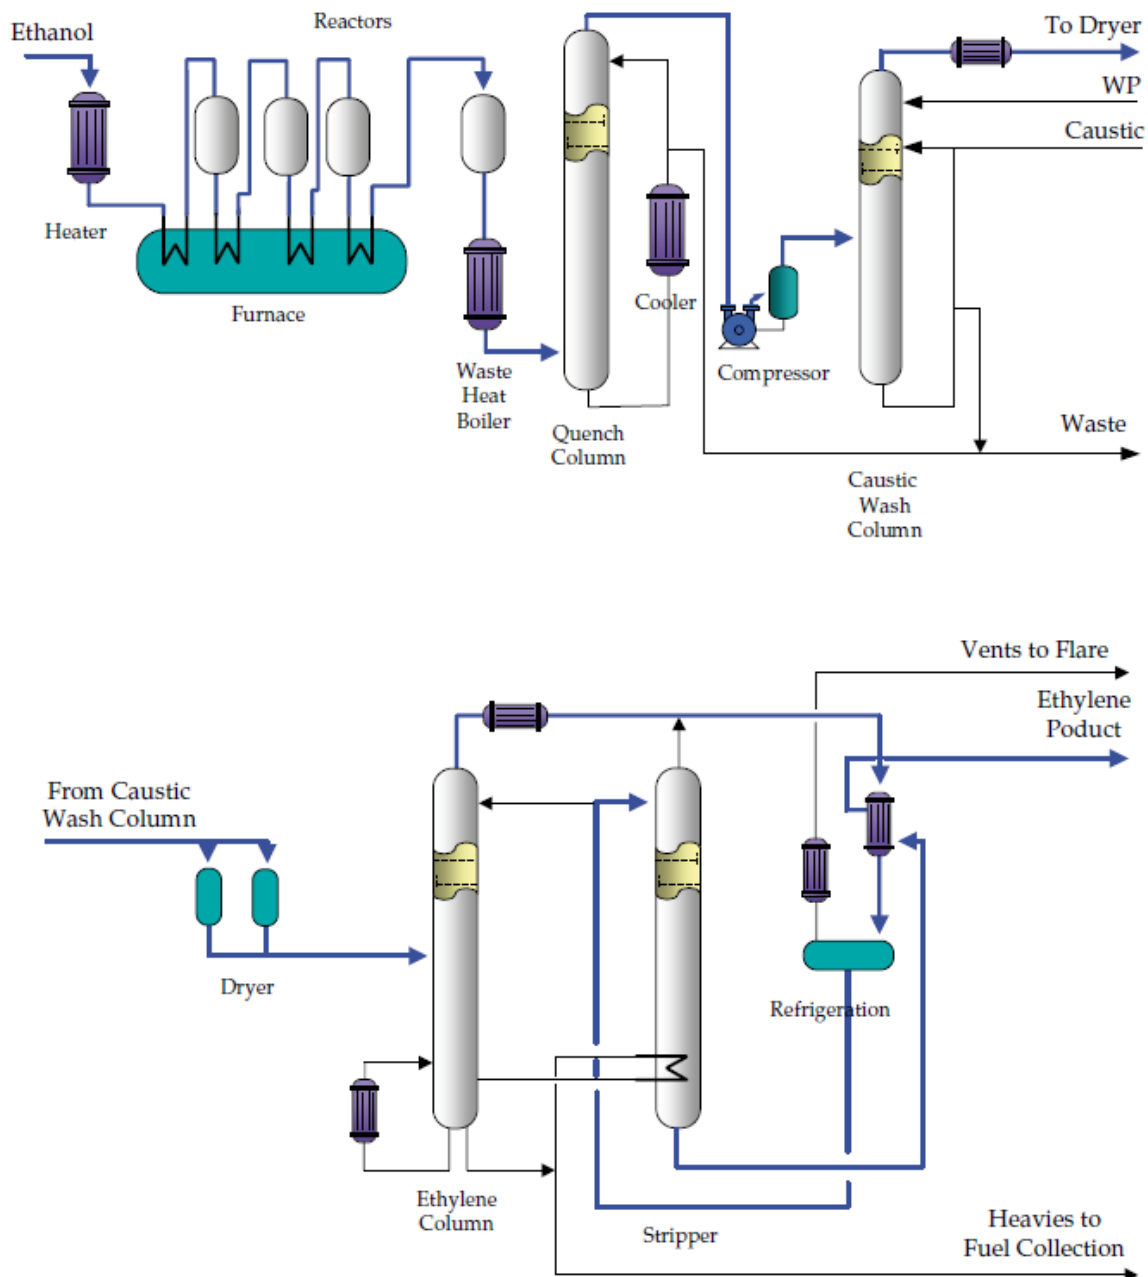 Ethanol
Reactors
To Dryer
WP
Caustic
Heater
Furnace
Waste
Heat
Boiler
Cooler
Quench
Column
Compressor
Waste
Caustic
Wash
Column
Vents to Flare
Ethylene
Poduct
From Caustic
Wash Column
Dryer
Refrigeration
Ethylene
Column
Stripper
Heavies to
Fuel Collection